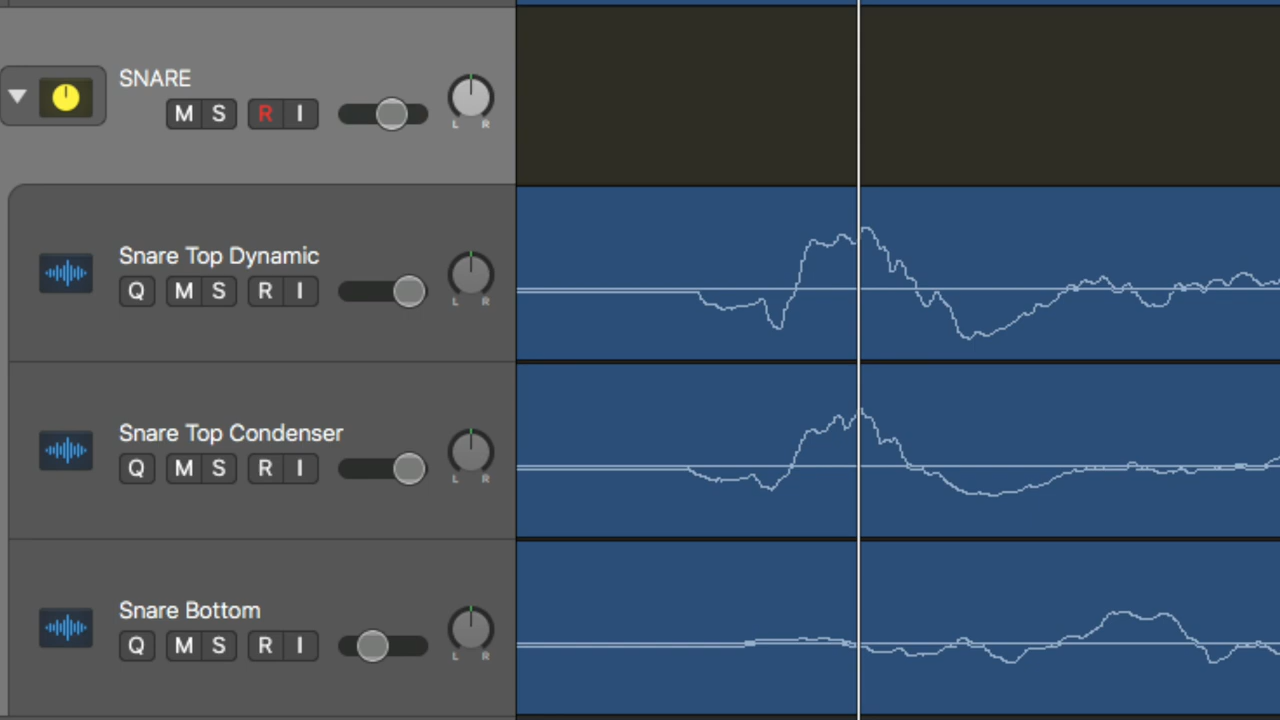 SNARE
M S R I
L R
Snare Top Dynamic
Q M S R I
L R
Snare Top Condenser
Q M S R I
L R
Snare Bottom
Q M S R I
L R